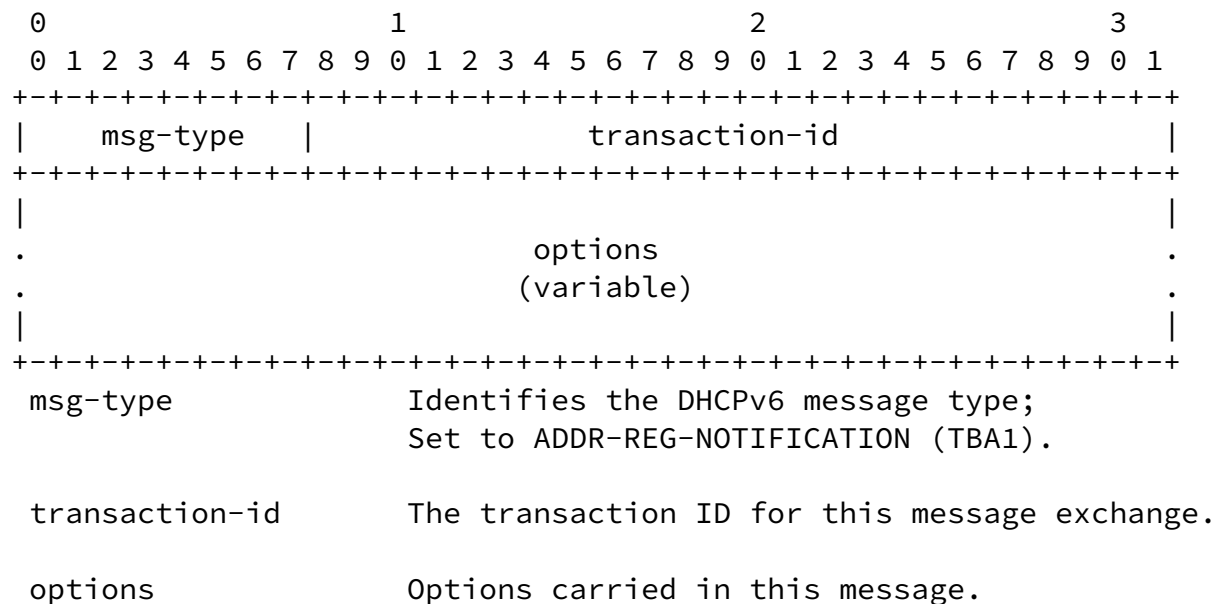 0                   1                   2                   3
 0 1 2 3 4 5 6 7 8 9 0 1 2 3 4 5 6 7 8 9 0 1 2 3 4 5 6 7 8 9 0 1
+-+-+-+-+-+-+-+-+-+-+-+-+-+-+-+-+-+-+-+-+-+-+-+-+-+-+-+-+-+-+-+-+
|    msg-type   |               transaction-id                  |
+-+-+-+-+-+-+-+-+-+-+-+-+-+-+-+-+-+-+-+-+-+-+-+-+-+-+-+-+-+-+-+-+
|                                                               |
.                            options                            .
.                           (variable)                          .
|                                                               |
+-+-+-+-+-+-+-+-+-+-+-+-+-+-+-+-+-+-+-+-+-+-+-+-+-+-+-+-+-+-+-+-+
 msg-type             Identifies the DHCPv6 message type;
                      Set to ADDR-REG-NOTIFICATION (TBA1).
 transaction-id       The transaction ID for this message exchange.
 options              Options carried in this message.